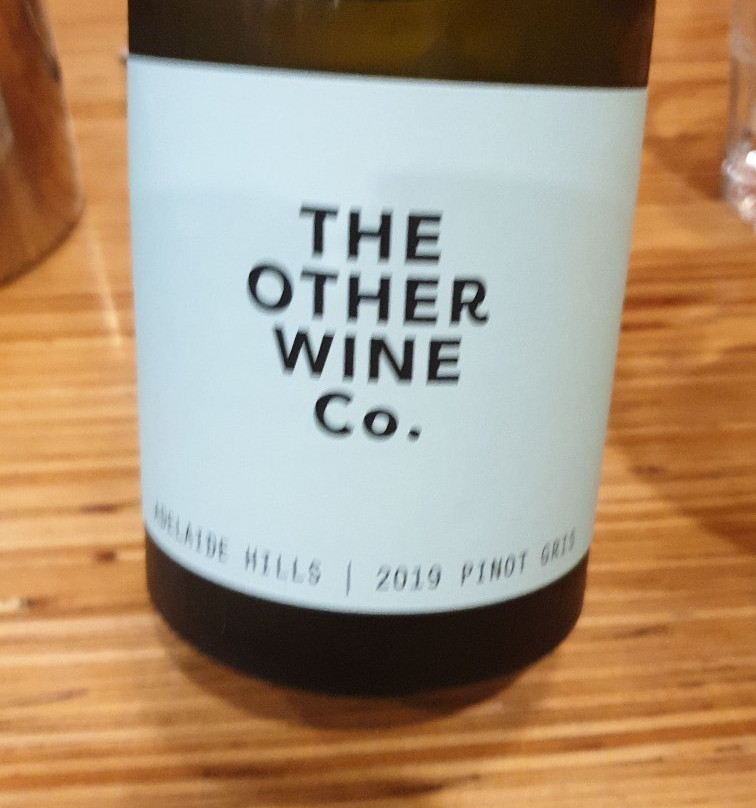 THE
OTHER
WINE
Co.
ADELAIDE HILLS | 2019 PINOT GRIS